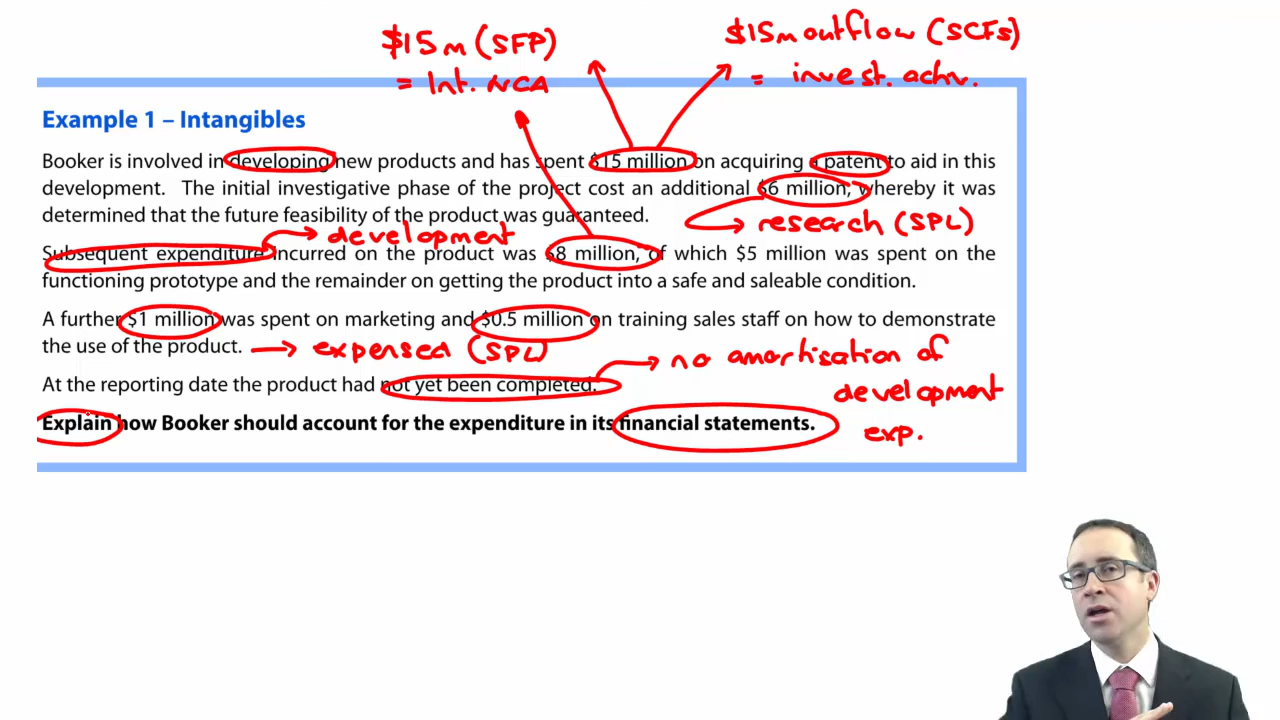 $15m (SFP)
= Int. NCA
$15m outflow (SCFs)
= invest. activ.
Example 1 – Intangibles
Booker is involved in developing new products and has spent $15 million on acquiring a patent to aid in this
development. The initial investigative phase of the project cost an additional $6 million, whereby it was
determined that the future feasibility of the product was guaranteed.
→ research (SPL)
→ development
Subsequent expenditure incurred on the product was $8 million, of which $5 million was spent on the
functioning prototype and the remainder on getting the product into a safe and saleable condition.
A further $1 million was spent on marketing and $0.5 million on training sales staff on how to demonstrate
the use of the product. → expensed (SPL)
At the reporting date the product had not yet been completed.
→ no amortisation of
development
exp.
Explain how Booker should account for the expenditure in its financial statements.